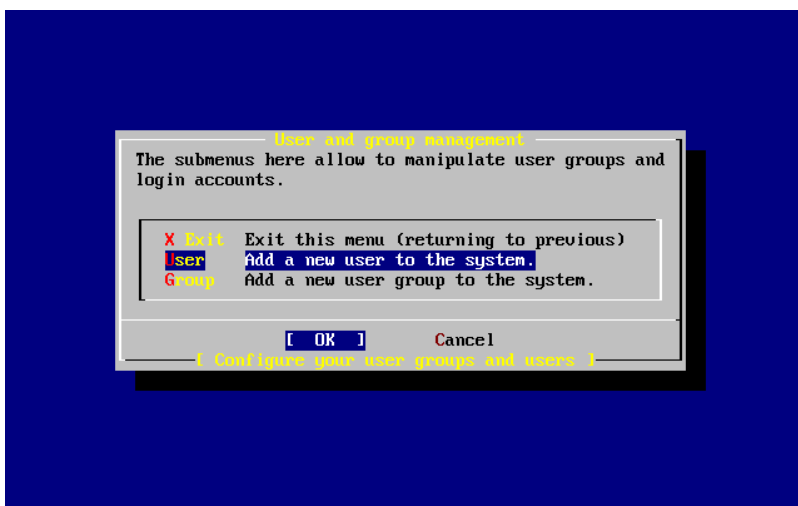 User and group management
The submenus here allow to manipulate user groups and
login accounts.
X Exit Exit this menu (returning to previous)
User Add a new user to the system.
Group Add a new user group to the system.
[ OK ] Cancel
[ Configure your user groups and users ]